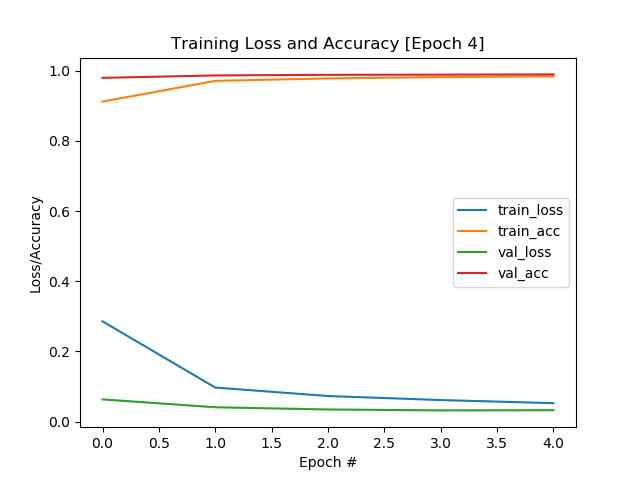 Training Loss and Accuracy [Epoch 4]
1.0
0.8
0.6
0.4
0.2
0.0
Loss/Accuracy
train_loss
train_acc
val_loss
val_acc
0.0 0.5 1.0 1.5 2.0 2.5 3.0 3.5 4.0
Epoch #